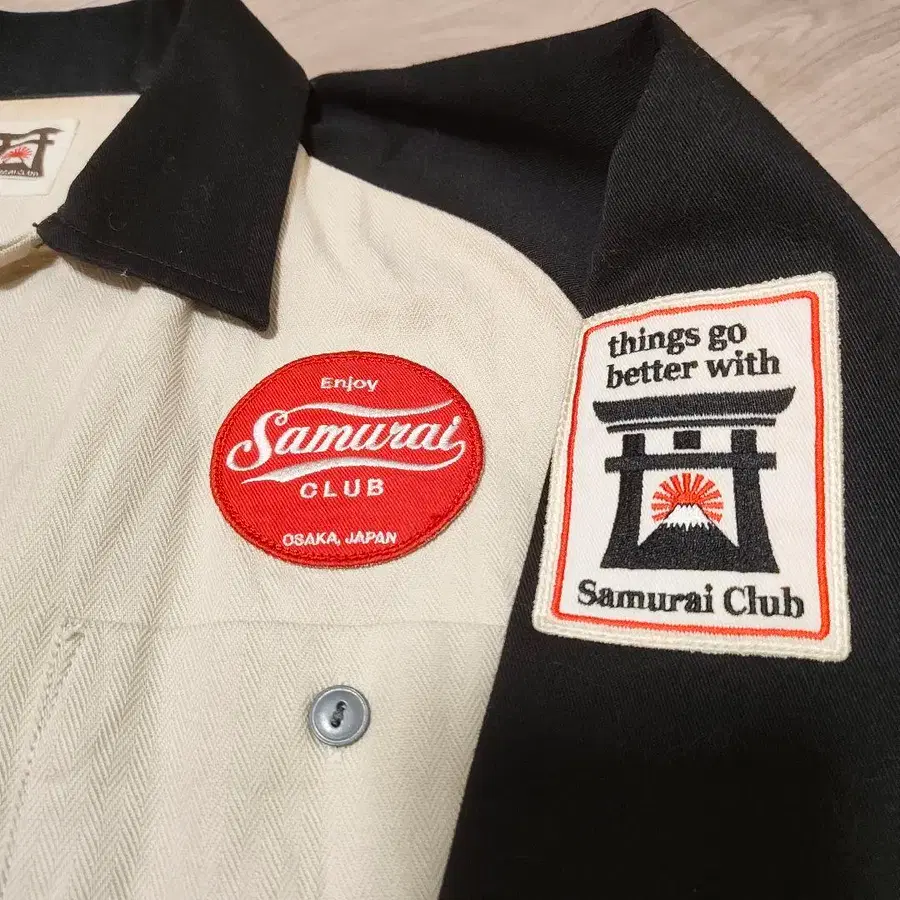 Enjoy
Samurai
CLUB
OSAKA, JAPAN
things go
better with
Samurai Club